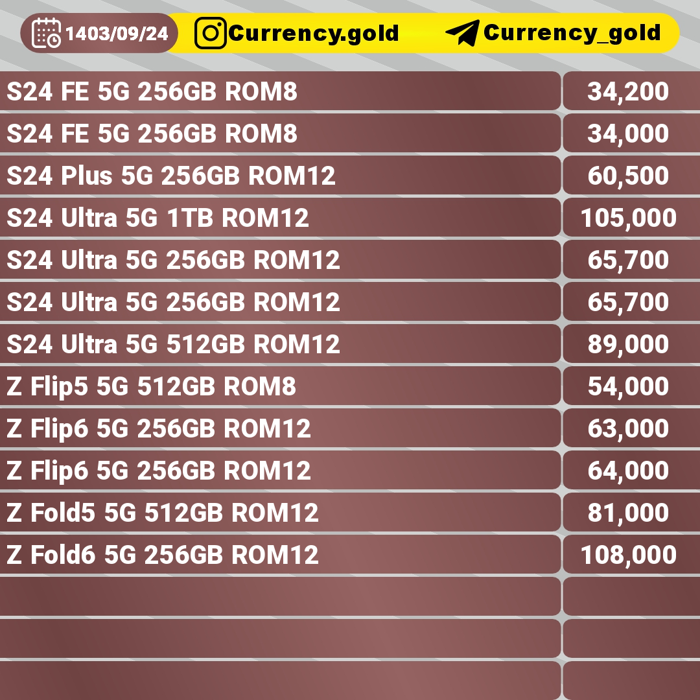 1403/09/24 Currency.gold Currency_gold
S24 FE 5G 256GB ROM8 34,200
S24 FE 5G 256GB ROM8 34,000
S24 Plus 5G 256GB ROM12 60,500
S24 Ultra 5G 1TB ROM12 105,000
S24 Ultra 5G 256GB ROM12 65,700
S24 Ultra 5G 256GB ROM12 65,700
S24 Ultra 5G 512GB ROM12 89,000
Z Flip5 5G 512GB ROM8 54,000
Z Flip6 5G 256GB ROM12 63,000
Z Flip6 5G 256GB ROM12 64,000
Z Fold5 5G 512GB ROM12 81,000
Z Fold6 5G 256GB ROM12 108,000